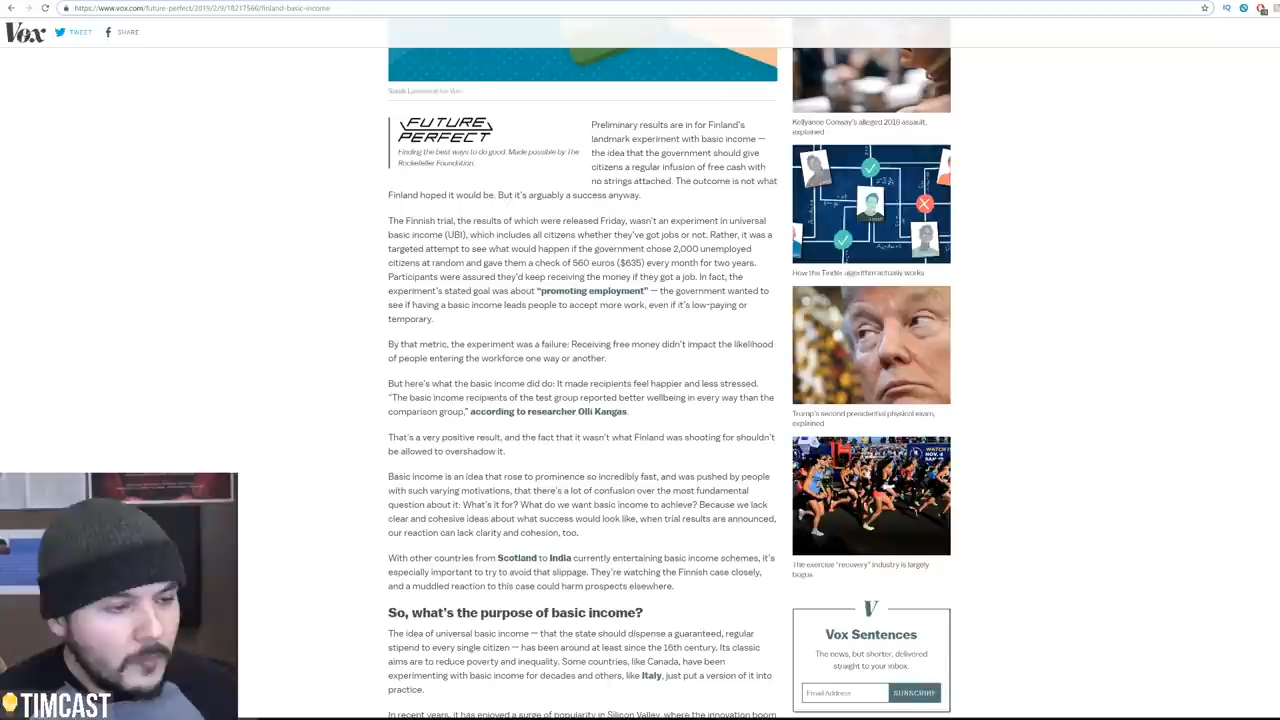 https://www.vox.com/future-perfect/2019/2/9/18217566/finland-basic-income
Vox
TWEET
SHARE
FUTURE
PERFECT
Finding the best ways to do good. Made possible by The
Rockefeller Foundation.
Preliminary results are in for Finland's
landmark experiment with basic income —
the idea that the government should give
citizens a regular infusion of free cash with
no strings attached. The outcome is not what
Finland hoped it would be. But it's arguably a success anyway.
The Finnish trial, the results of which were released Friday, wasn't an experiment in universal
basic income (UBI), which includes all citizens whether they've got jobs or not. Rather, it was a
targeted attempt to see what would happen if the government chose 2,000 unemployed
citizens at random and gave them a check of 560 euros ($635) every month for two years.
Participants were assured they'd keep receiving the money if they got a job. In fact, the
experiment's stated goal was about "promoting employment" — the government wanted to
see if having a basic income leads people to accept more work, even if it's low-paying or
temporary.
By that metric, the experiment was a failure: Receiving free money didn't impact the likelihood
of people entering the workforce one way or another.
But here's what the basic income did do: It made recipients feel happier and less stressed.
"The basic income recipients of the test group reported better wellbeing in every way than the
comparison group," according to researcher Olli Kangas.
That's a very positive result, and the fact that it wasn't what Finland was shooting for shouldn't
be allowed to overshadow it.
Basic income is an idea that rose to prominence so incredibly fast, and was pushed by people
with such varying motivations, that there's a lot of confusion over the most fundamental
question about it: What's it for? What do we want basic income to achieve? Because we lack
clear and cohesive ideas about what success would look like, when trial results are announced,
our reaction can lack clarity and cohesion, too.
With other countries from Scotland to India currently entertaining basic income schemes, it's
especially important to try to avoid that slippage. They're watching the Finnish case closely,
and a muddled reaction to this case could harm prospects elsewhere.
So, what's the purpose of basic income?
The idea of universal basic income — that the state should dispense a guaranteed, regular
stipend to every single citizen — has been around at least since the 16th century. Its classic
aims are to reduce poverty and inequality. Some countries, like Canada, have been
experimenting with basic income for decades and others, like Italy, just put a version of it into
practice.
In recent years, it has enjoyed a surge of popularity in Silicon Valley, where the innovation boom
Kellyanne Conway's alleged 2018 assault,
explained
How the Tinder algorithm actually works
Trump's second presidential physical exam,
explained
The exercise "recovery" industry is largely
bogus
V
Vox Sentences
The news, but shorter, delivered
straight to your inbox.
Email Address
SUBSCRIBE
TIMCAST